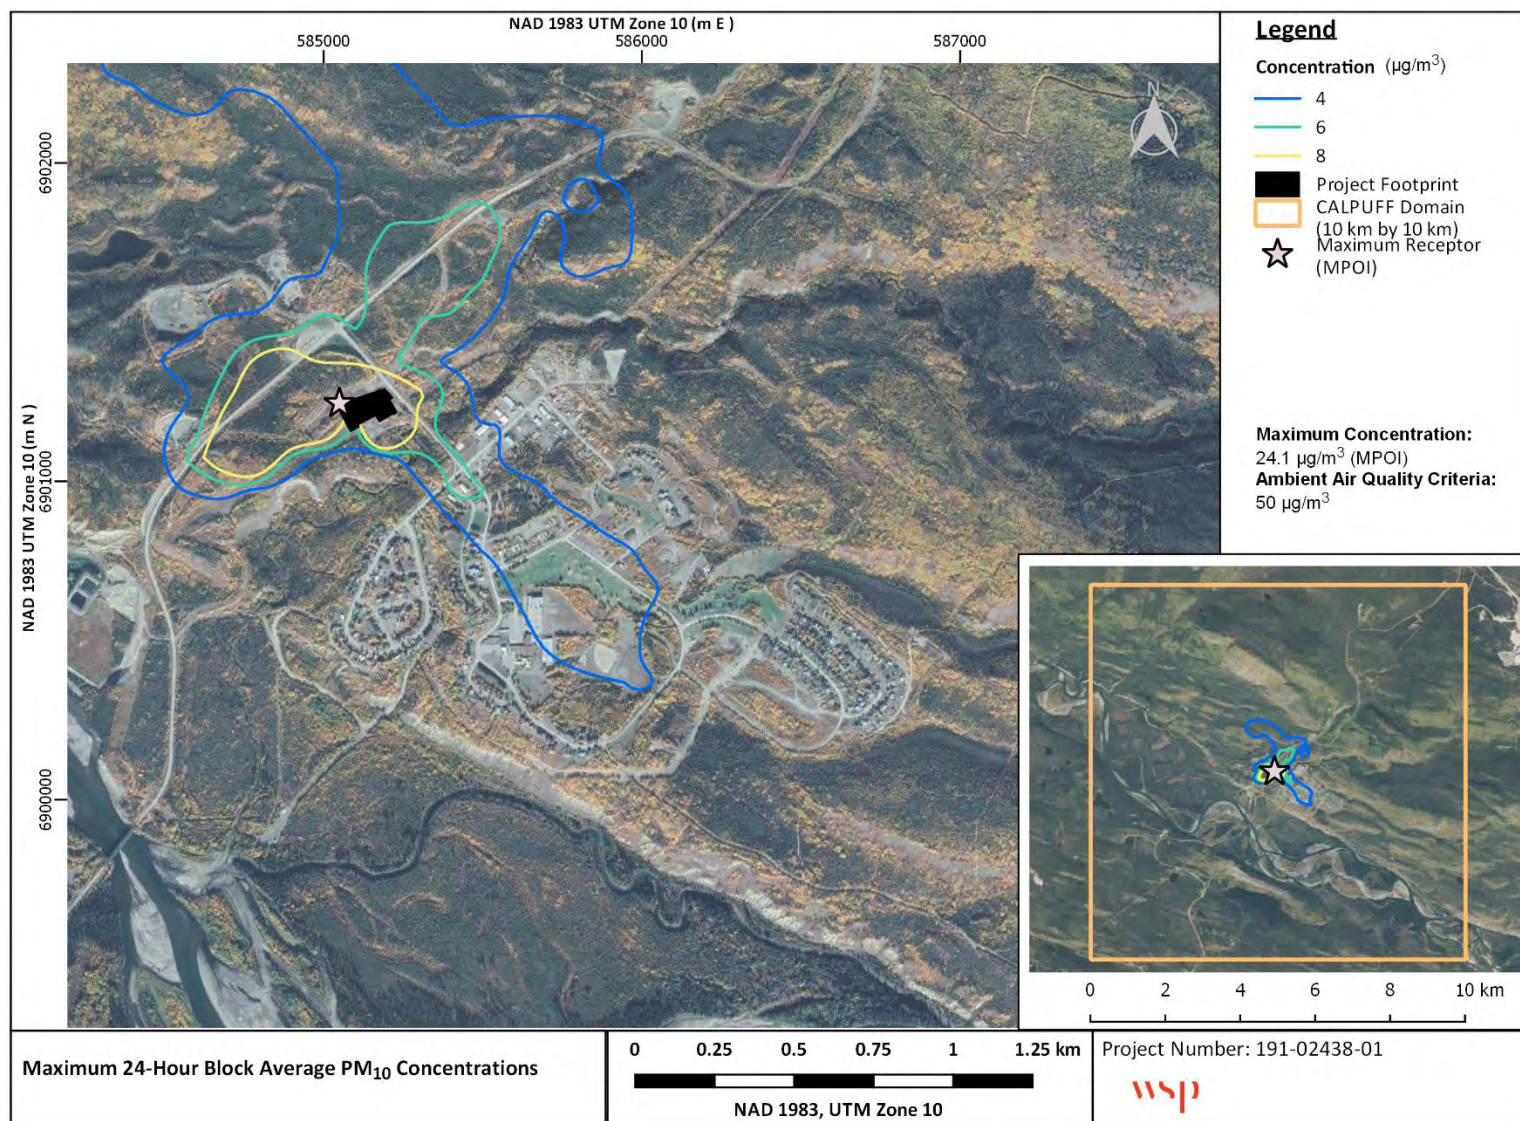 NAD 1983 UTM Zone 10 (m E )
585000
586000
587000
NAD 1983 UTM Zone 10 (m N )
6902000
6901000
6900000
N
Legend
Concentration (µg/m³)
4
6
8
Project Footprint
CALPUFF Domain
(10 km by 10 km)
Maximum Receptor
(MPOI)
Maximum Concentration:
24.1 µg/m³ (MPOI)
Ambient Air Quality Criteria:
50 µg/m³
0 2 4 6 8 10 km
Maximum 24-Hour Block Average PM₁₀ Concentrations
0 0.25 0.5 0.75 1 1.25 km
NAD 1983, UTM Zone 10
Project Number: 191-02438-01
wsp